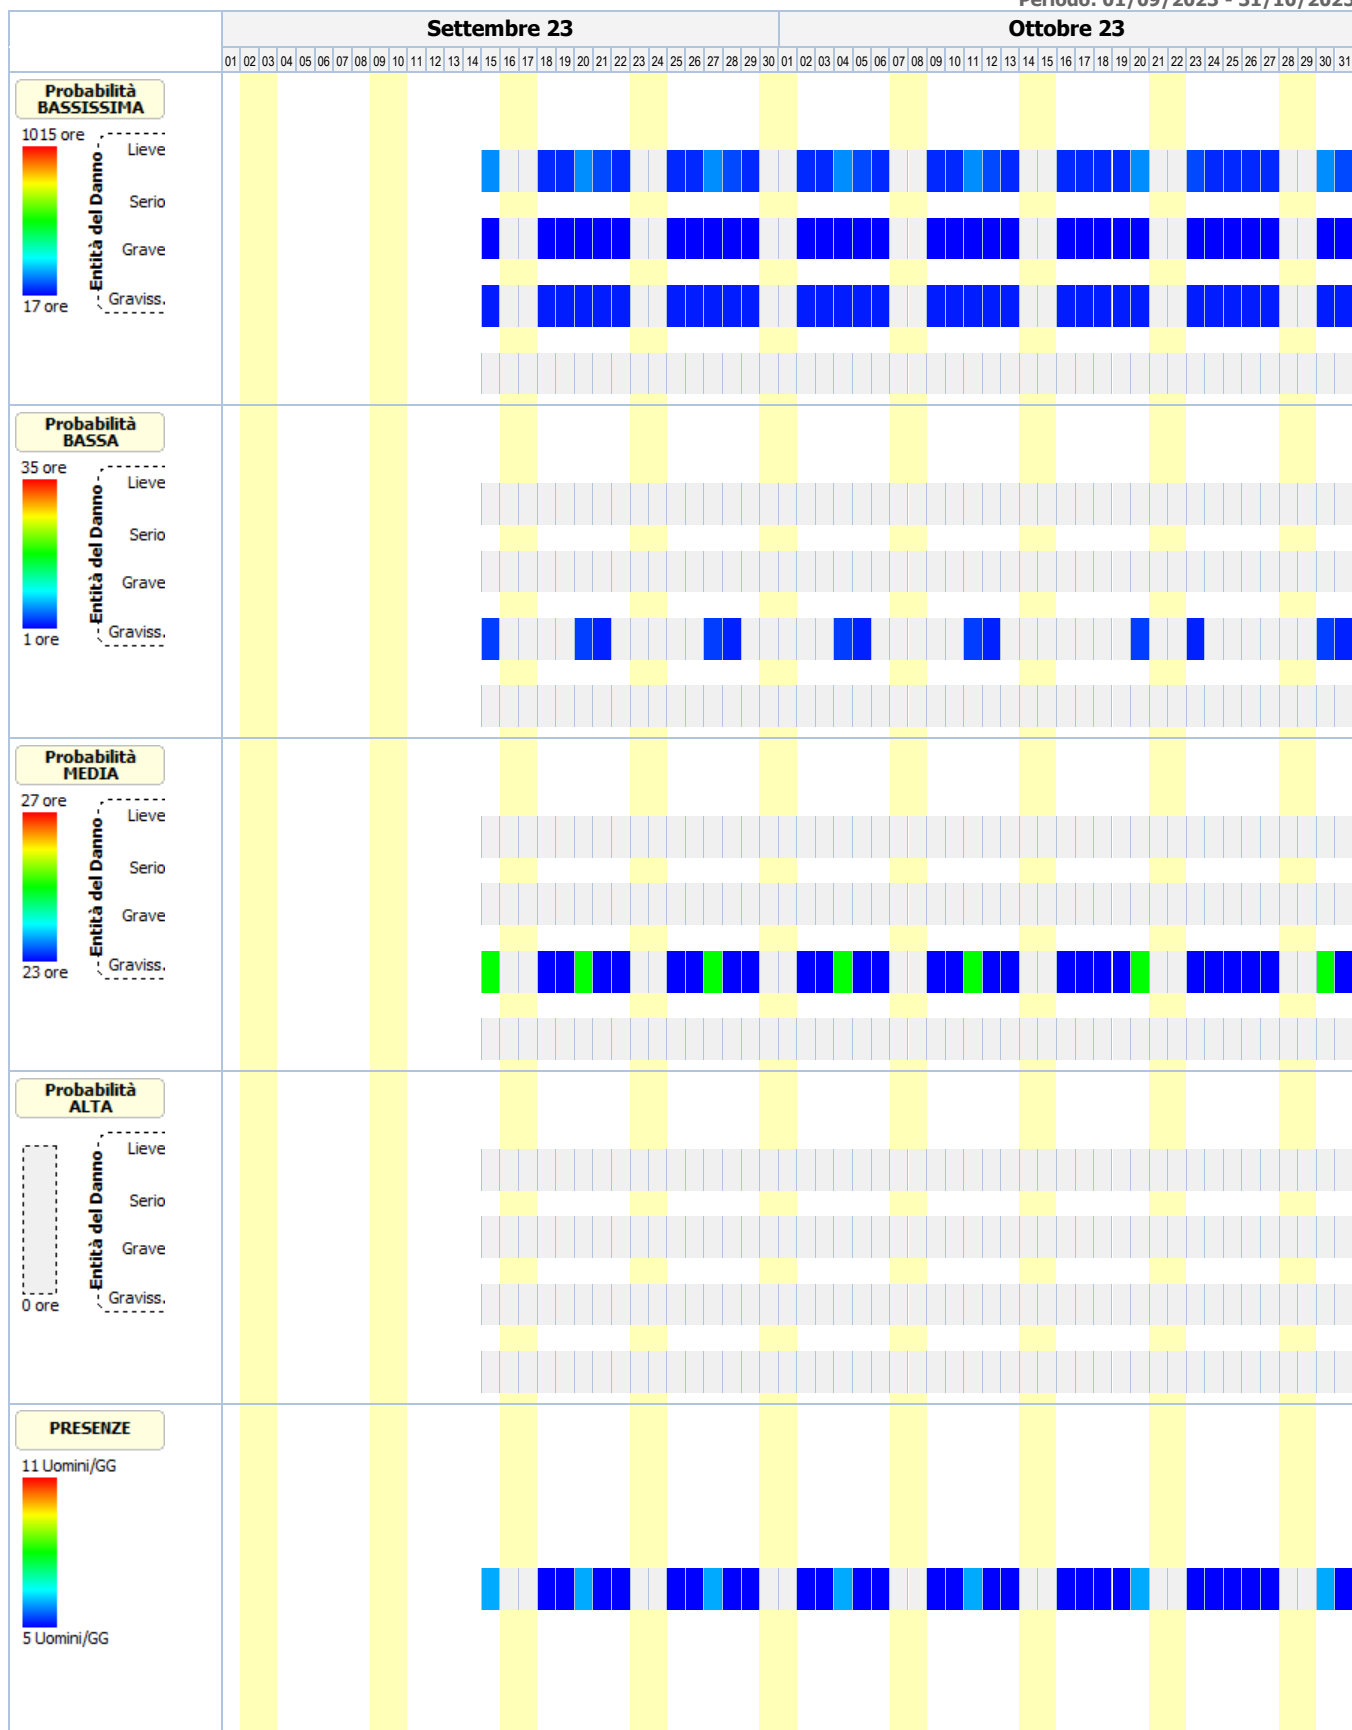 Periodo: 01/09/2023 - 31/10/2023
Settembre 23 Ottobre 23
01 02 03 04 05 06 07 08 09 10 11 12 13 14 15 16 17 18 19 20 21 22 23 24 25 26 27 28 29 30 01 02 03 04 05 06 07 08 09 10 11 12 13 14 15 16 17 18 19 20 21 22 23 24 25 26 27 28 29 30 31
Probabilità
BASSISSIMA
1015 ore
Entità del Danno
Lieve
Serio
Grave
Graviss.
17 ore
Probabilità
BASSA
35 ore
Entità del Danno
Lieve
Serio
Grave
Graviss.
1 ore
Probabilità
MEDIA
27 ore
Entità del Danno
Lieve
Serio
Grave
Graviss.
23 ore
Probabilità
ALTA
Entità del Danno
Lieve
Serio
Grave
Graviss.
0 ore
PRESENZE
11 Uomini/GG
5 Uomini/GG